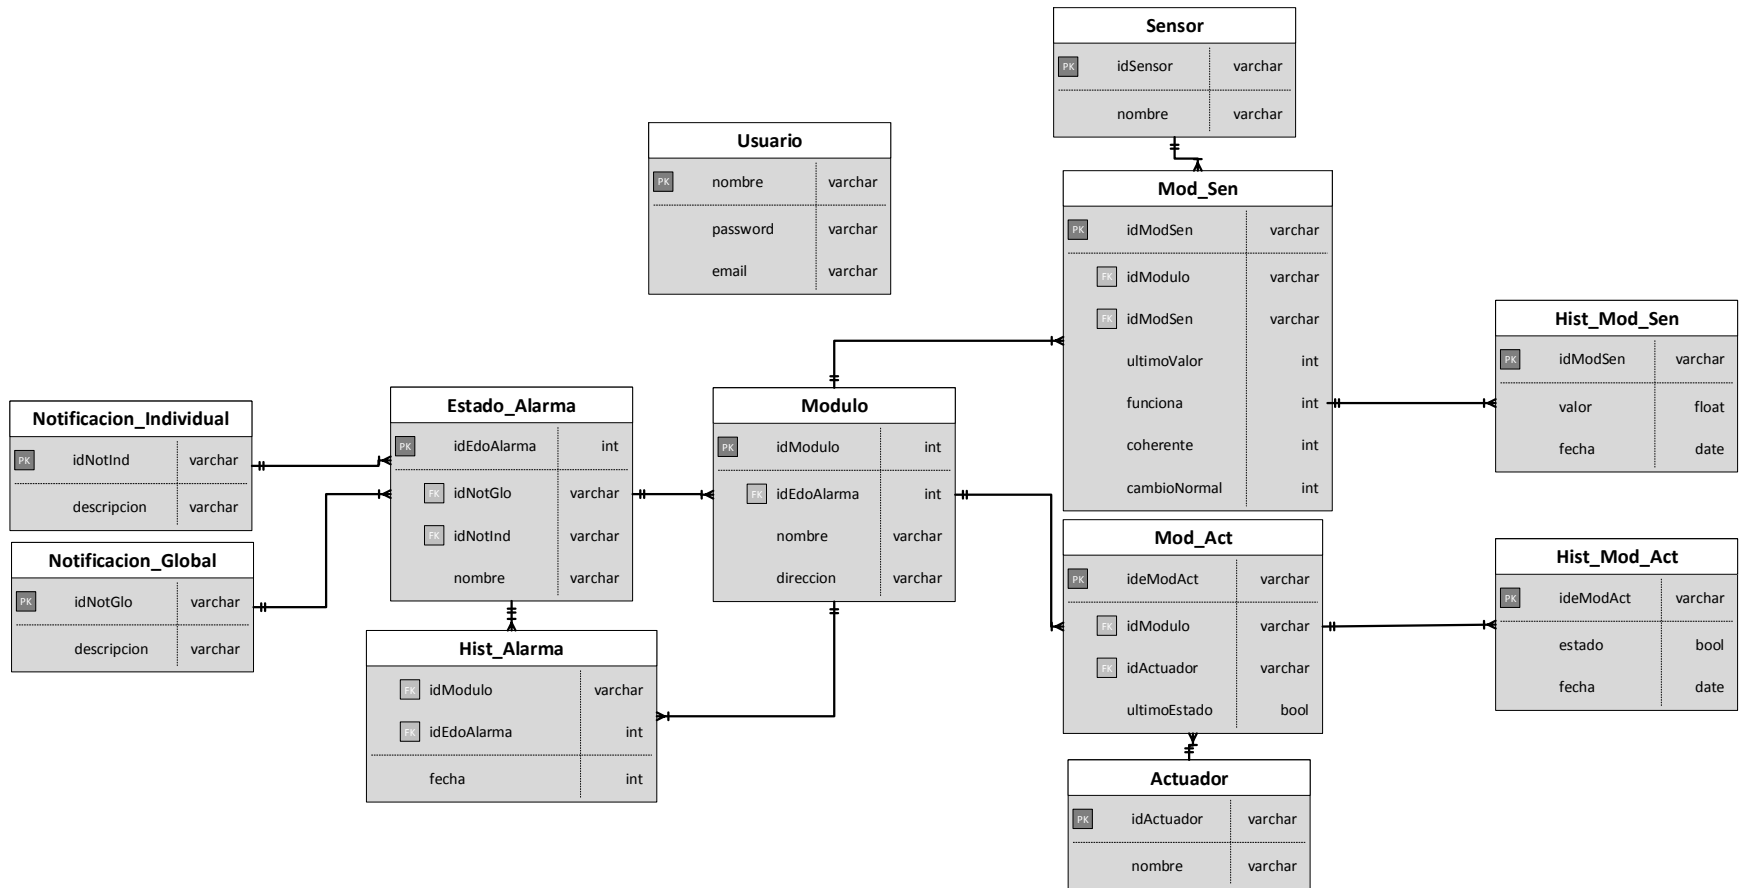 Sensor
PK idSensor varchar
nombre varchar
Usuario
PK nombre varchar
password varchar
email varchar
Mod_Sen
PK idModSen varchar
FK idModulo varchar
FK idModSen varchar
ultimoValor int
funciona int
coherente int
cambioNormal int
Hist_Mod_Sen
PK idModSen varchar
valor float
fecha date
Notificacion_Individual
PK idNotInd varchar
descripcion varchar
Estado_Alarma
PK idEdoAlarma int
FK idNotGlo varchar
FK idNotInd varchar
nombre varchar
Modulo
PK idModulo int
FK idEdoAlarma int
nombre varchar
direccion varchar
Notificacion_Global
PK idNotGlo varchar
descripcion varchar
Mod_Act
PK ideModAct varchar
FK idModulo varchar
FK idActuador varchar
ultimoEstado bool
Hist_Mod_Act
PK ideModAct varchar
estado bool
fecha date
Hist_Alarma
FK idModulo varchar
FK idEdoAlarma int
fecha int
Actuador
PK idActuador varchar
nombre varchar